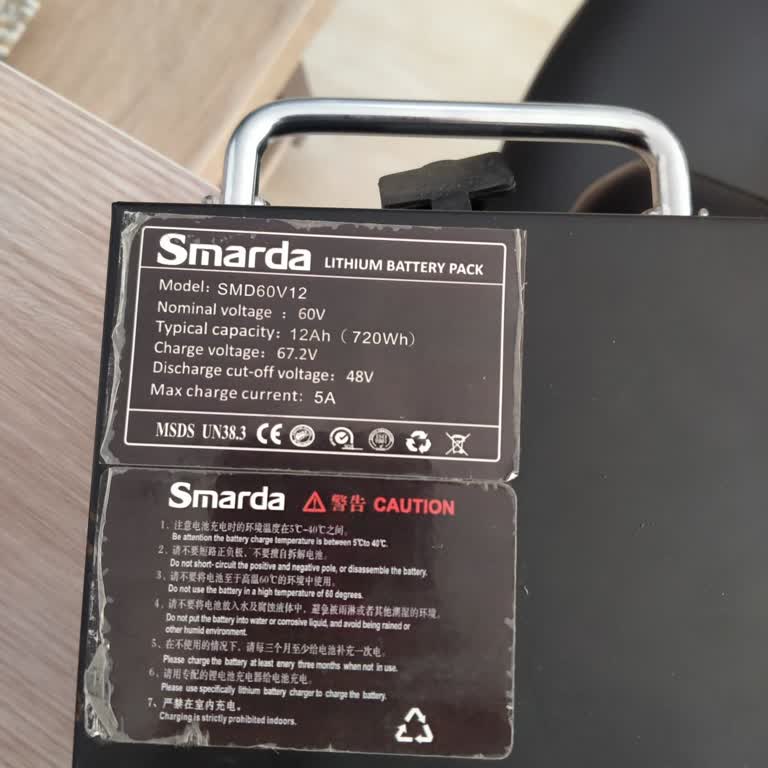 Smarda LITHIUM BATTERY PACK
Model: SMD60V12
Nominal voltage : 60V
Typical capacity: 12Ah（720Wh）
Charge voltage: 67.2V
Discharge cut-off voltage: 48V
Max charge current: 5A
MSDS UN38.3 CE
Smarda 警告 CAUTION
1、注意电池充电时的环境温度在5℃-40℃之间。
Be attention the battery charge temperature is between 5℃to 40℃.
2、请不要短路正负极，不要擅自拆解电池。
Do not short-circuit the positive and negative pole, or disassemble the battery.
3、请不要将电池至于高温60℃的环境中使用。
Do not use the battery in a high temperature of 60 degrees.
4、请不要将电池放入水及腐蚀液体中，避免被雨淋或者其他潮湿的环境。
Do not put the battery into water or corrosive liquid, and avoid being rained or
other humid environment.
5、在不使用的情况下，请每三个月至少给电池补充一次电。
Please charge the battery at least enery three months when not in use.
6、请用专配的锂电池充电器给电池充电。
Please use specifically lithium battery charger to charge the battery.
7、严禁在室内充电。
Charging is strictly prohibited indoors.